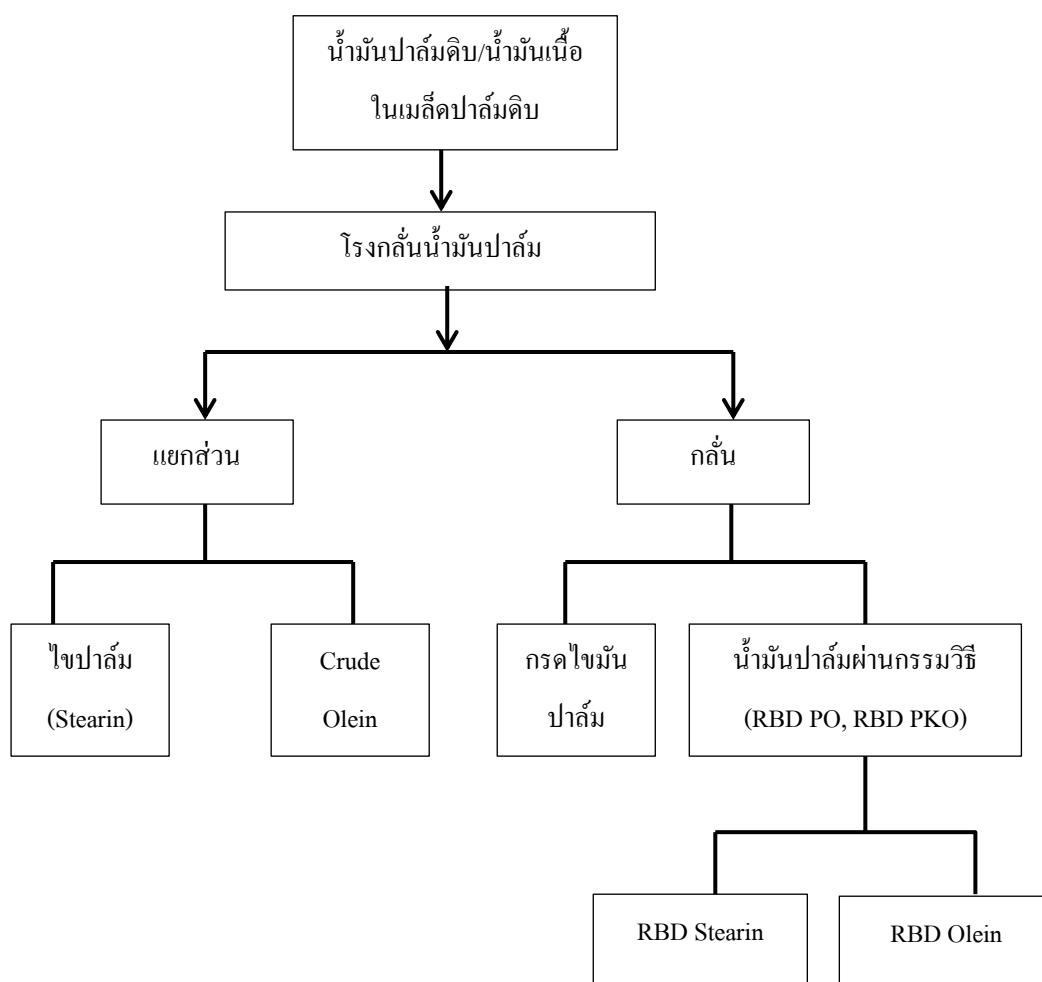 น้ำมันปาล์มดิบ/น้ำมันเนื้อ
ในเมล็ดปาล์มดิบ
โรงกลั่นน้ำมันปาล์ม
แยกส่วน
กลั่น
ไขปาล์ม
(Stearin)
Crude
Olein
กรดไขมัน
ปาล์ม
น้ำมันปาล์มผ่านกรรมวิธี
(RBD PO, RBD PKO)
RBD Stearin
RBD Olein